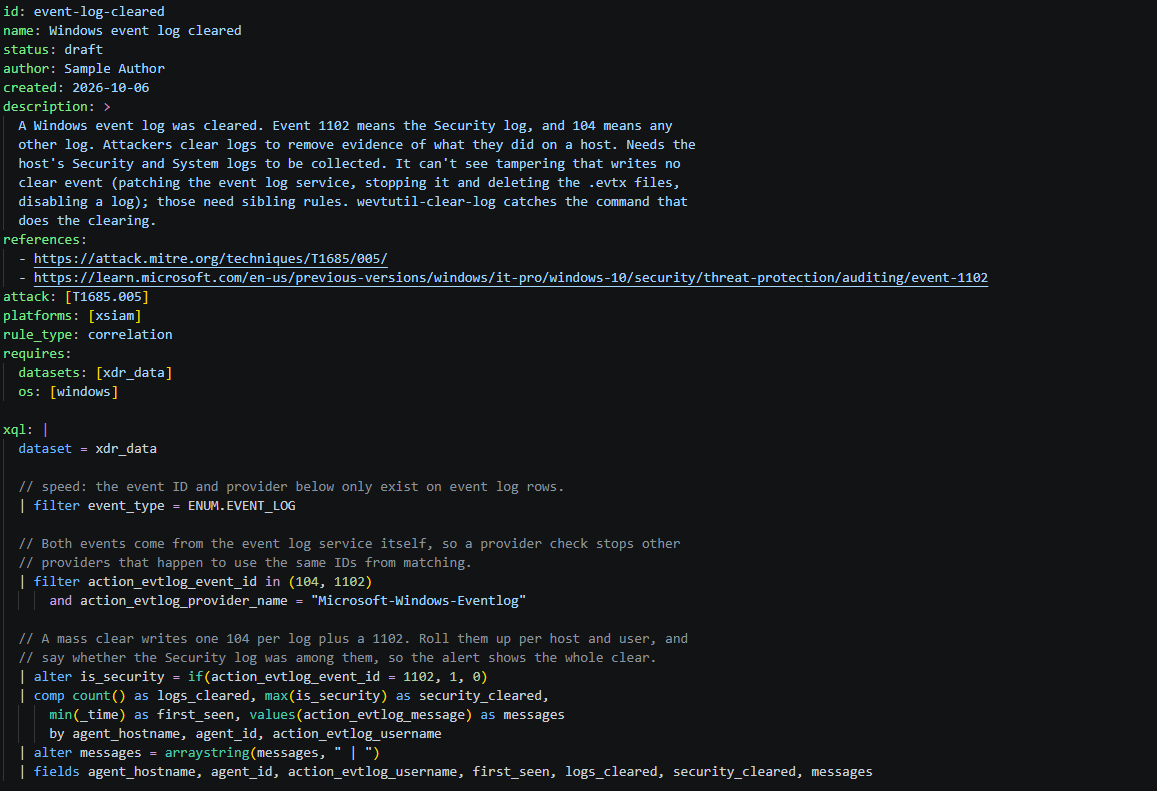 id: event-log-cleared
name: Windows event log cleared
status: draft
author: Sample Author
created: 2026-10-06
description: >
  A Windows event log was cleared. Event 1102 means the Security log, and 104 means any
  other log. Attackers clear logs to remove evidence of what they did on a host. Needs the
  host's Security and System logs to be collected. It can't see tampering that writes no
  clear event (patching the event log service, stopping it and deleting the .evtx files,
  disabling a log); those need sibling rules. wevtutil-clear-log catches the command that
  does the clearing.
references:
  - https://attack.mitre.org/techniques/T1685/005/
  - https://learn.microsoft.com/en-us/previous-versions/windows/it-pro/windows-10/security/threat-protection/auditing/event-1102
attack: [T1685.005]
platforms: [xsiam]
rule_type: correlation
requires:
  datasets: [xdr_data]
  os: [windows]

xql: |
  dataset = xdr_data

  // speed: the event ID and provider below only exist on event log rows.
  | filter event_type = ENUM.EVENT_LOG

  // Both events come from the event log service itself, so a provider check stops other
  // providers that happen to use the same IDs from matching.
  | filter action_evtlog_event_id in (104, 1102)
      and action_evtlog_provider_name = "Microsoft-Windows-Eventlog"

  // A mass clear writes one 104 per log plus a 1102. Roll them up per host and user, and
  // say whether the Security log was among them, so the alert shows the whole clear.
  | alter is_security = if(action_evtlog_event_id = 1102, 1, 0)
  | comp count() as logs_cleared, max(is_security) as security_cleared,
      min(_time) as first_seen, values(action_evtlog_message) as messages
      by agent_hostname, agent_id, action_evtlog_username
  | alter messages = arraystring(messages, " | ")
  | fields agent_hostname, agent_id, action_evtlog_username, first_seen, logs_cleared, security_cleared, messages